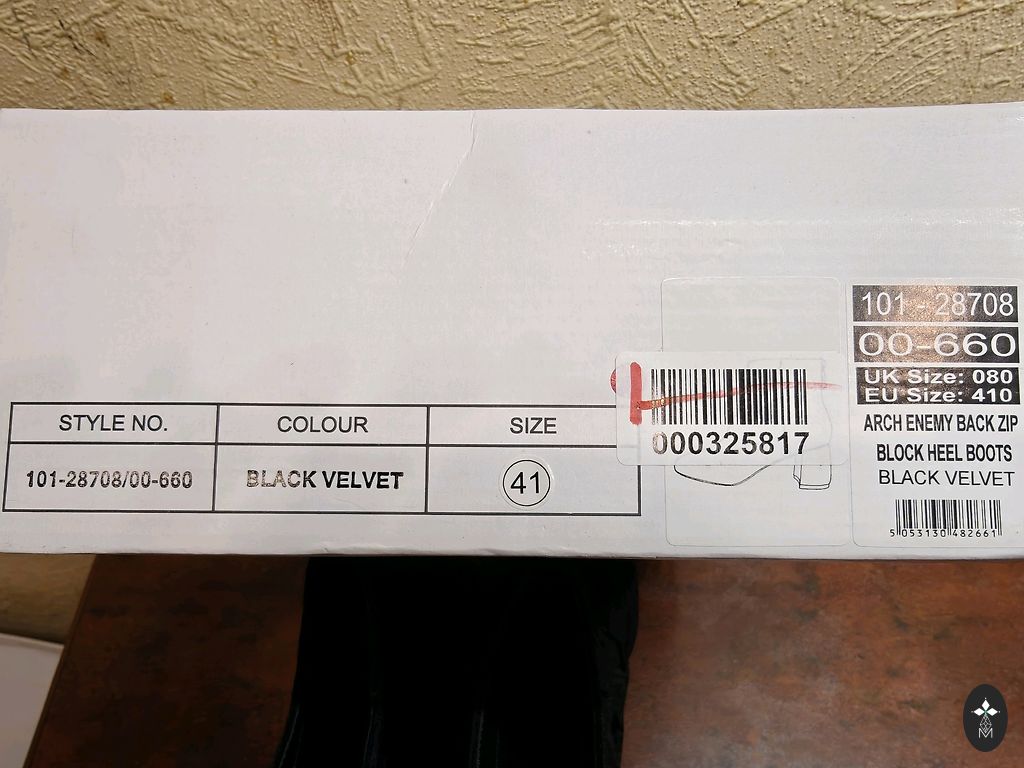 STYLE NO. COLOUR SIZE
101-28708/00-660 BLACK VELVET 41
000325817
101 - 28708
00-660
UK Size: 080
EU Size: 410
ARCH ENEMY BACK ZIP
BLOCK HEEL BOOTS
BLACK VELVET
5 053130 482661
M